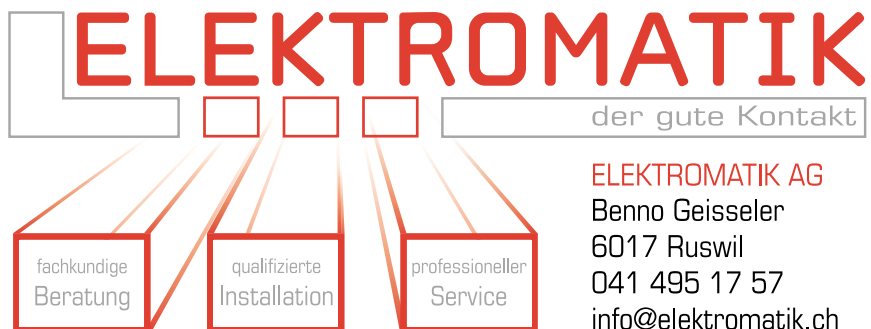 ELEKTROMATIK
der gute Kontakt
ELEKTROMATIK AG
Benno Geisseler
6017 Ruswil
041 495 17 57
info@elektromatik.ch
fachkundige
Beratung
qualifizierte
Installation
professioneller
Service